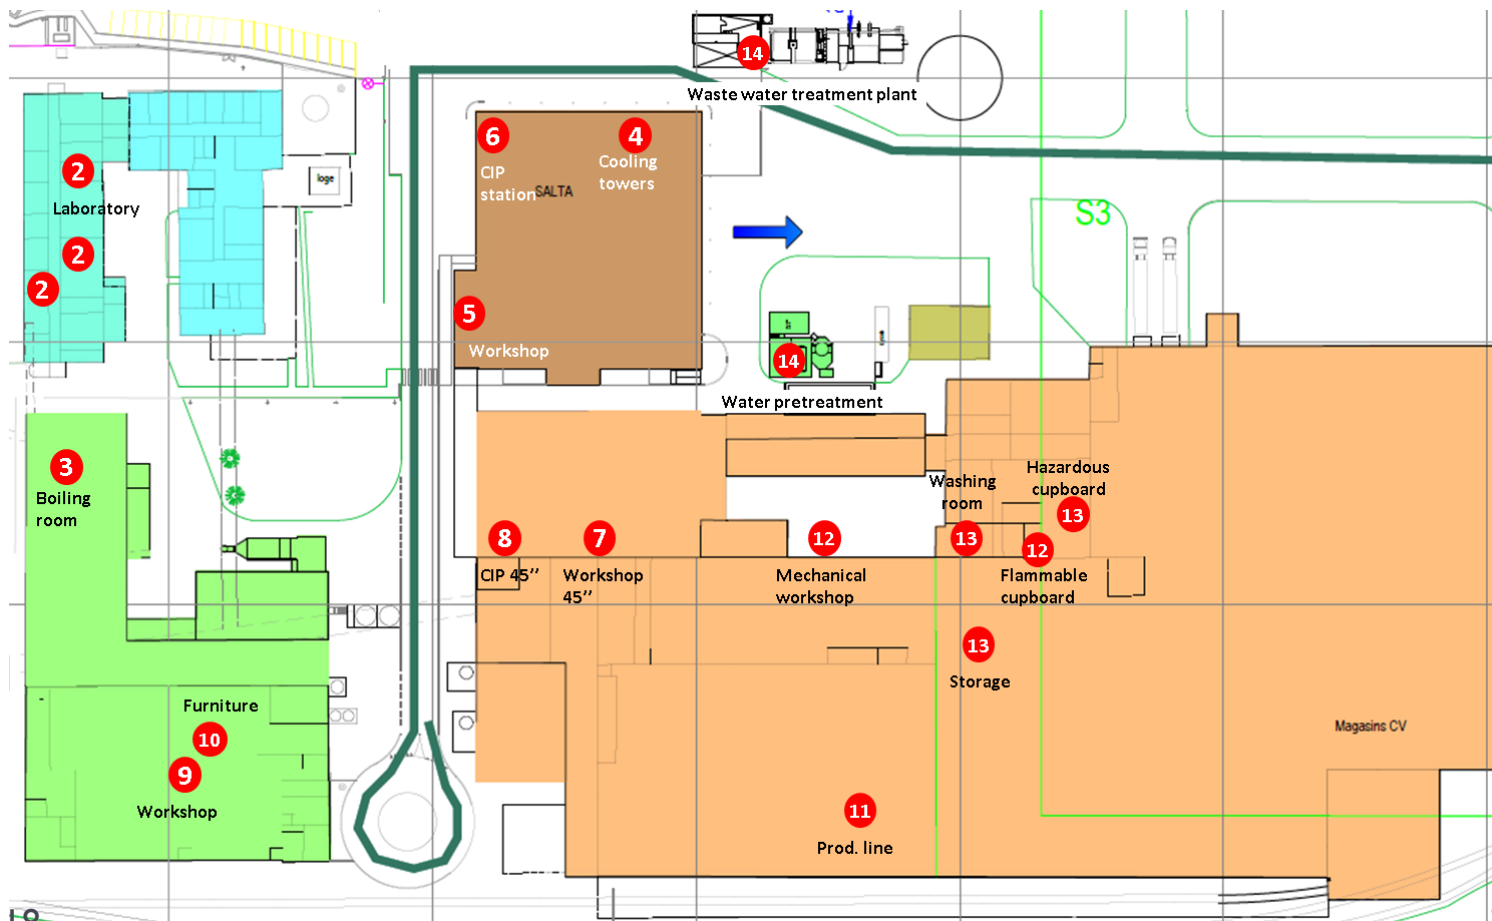 14
Waste water treatment plant
6
4
CIP
station
Cooling
towers
SALTA
2
Laboratory
loge
2
2
S3
5
Workshop
14
Water pretreatment
3
Boiling
room
Hazardous
cupboard
Washing
room
13
8
7
12
13
12
CIP 45’’
Workshop
45’’
Mechanical
workshop
Flammable
cupboard
13
Storage
Furniture
10
9
Workshop
Magasins CV
11
Prod. line